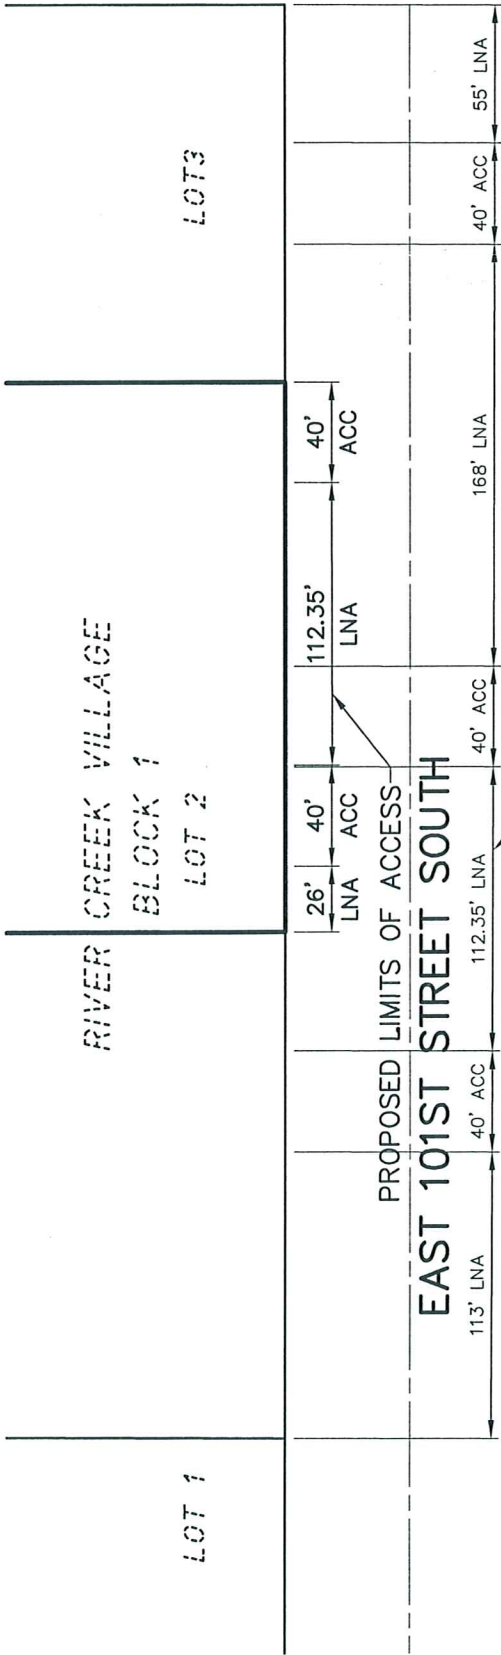 RIVER CREEK VILLAGE
BLOCK 1
LOT 1
LOT 2
LOT3
26'
LNA
40'
ACC
112.35'
LNA
40'
ACC
PROPOSED LIMITS OF ACCESS
EAST 101ST STREET SOUTH
113' LNA
40' ACC
112.35' LNA
40' ACC
168' LNA
40' ACC
55' LNA